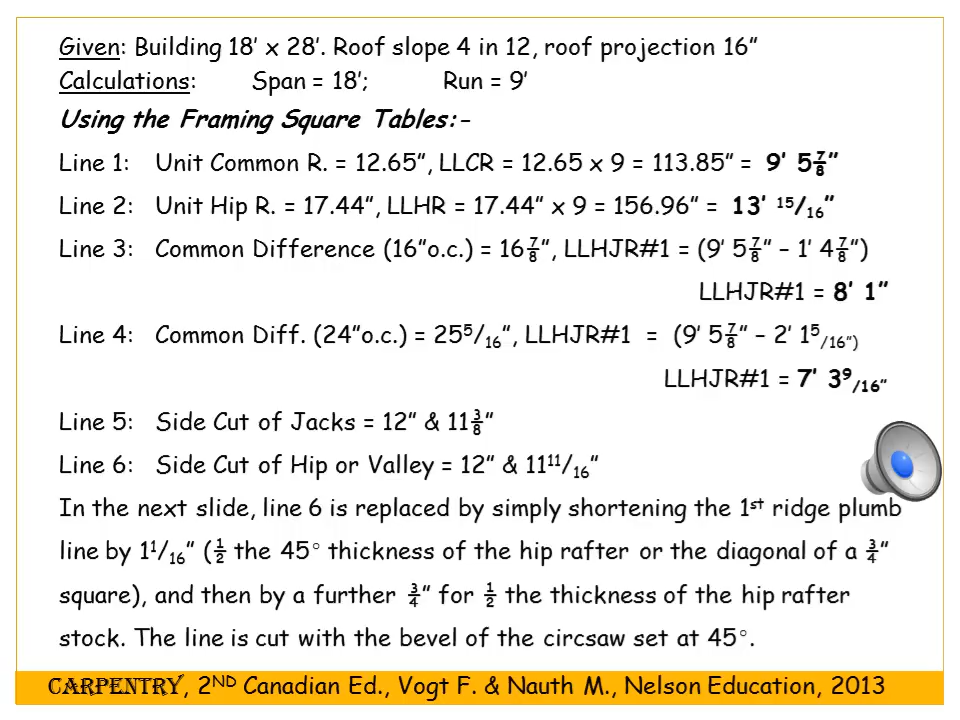 Given: Building 18’ x 28’. Roof slope 4 in 12, roof projection 16”
Calculations: Span = 18’; Run = 9’
Using the Framing Square Tables:-
Line 1: Unit Common R. = 12.65”, LLCR = 12.65 x 9 = 113.85” = 9’ 5⅞”
Line 2: Unit Hip R. = 17.44”, LLHR = 17.44” x 9 = 156.96” = 13’ 15/16”
Line 3: Common Difference (16”o.c.) = 16⅞”, LLHJR#1 = (9’ 5⅞” – 1’ 4⅞”)
LLHJR#1 = 8’ 1”
Line 4: Common Diff. (24”o.c.) = 25 5/16”, LLHJR#1 = (9’ 5⅞” – 2’ 1 5/16”)
LLHJR#1 = 7’ 3 9/16”
Line 5: Side Cut of Jacks = 12” & 11⅜”
Line 6: Side Cut of Hip or Valley = 12” & 11 11/16”
In the next slide, line 6 is replaced by simply shortening the 1st ridge plumb
line by 1 1/16” (½ the 45° thickness of the hip rafter or the diagonal of a ¾”
square), and then by a further ¾” for ½ the thickness of the hip rafter
stock. The line is cut with the bevel of the circsaw set at 45°.
CARPENTRY, 2ND Canadian Ed., Vogt F. & Nauth M., Nelson Education, 2013